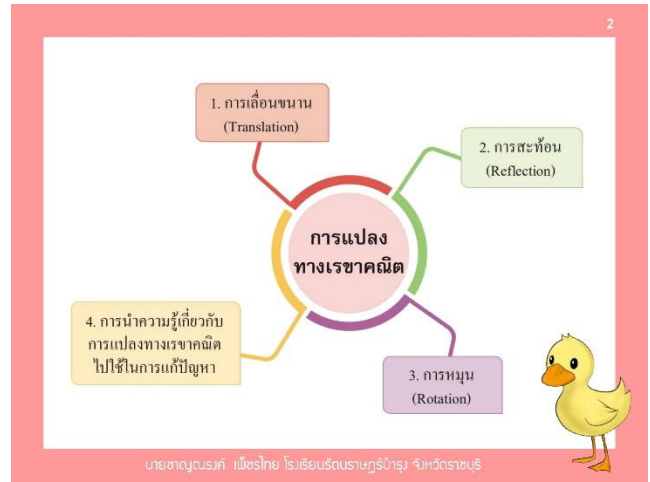 2
1. การเลื่อนขนาน
(Translation)
2. การสะท้อน
(Reflection)
การแปลง
ทางเรขาคณิต
4. การนำความรู้เกี่ยวกับ
การแปลงทางเรขาคณิต
ไปใช้ในการแก้ปัญหา
3. การหมุน
(Rotation)
นายชาญณรงค์ เพ็ชรไทย โรงเรียนรัตนราษฎร์บำรุง จังหวัดราชบุรี